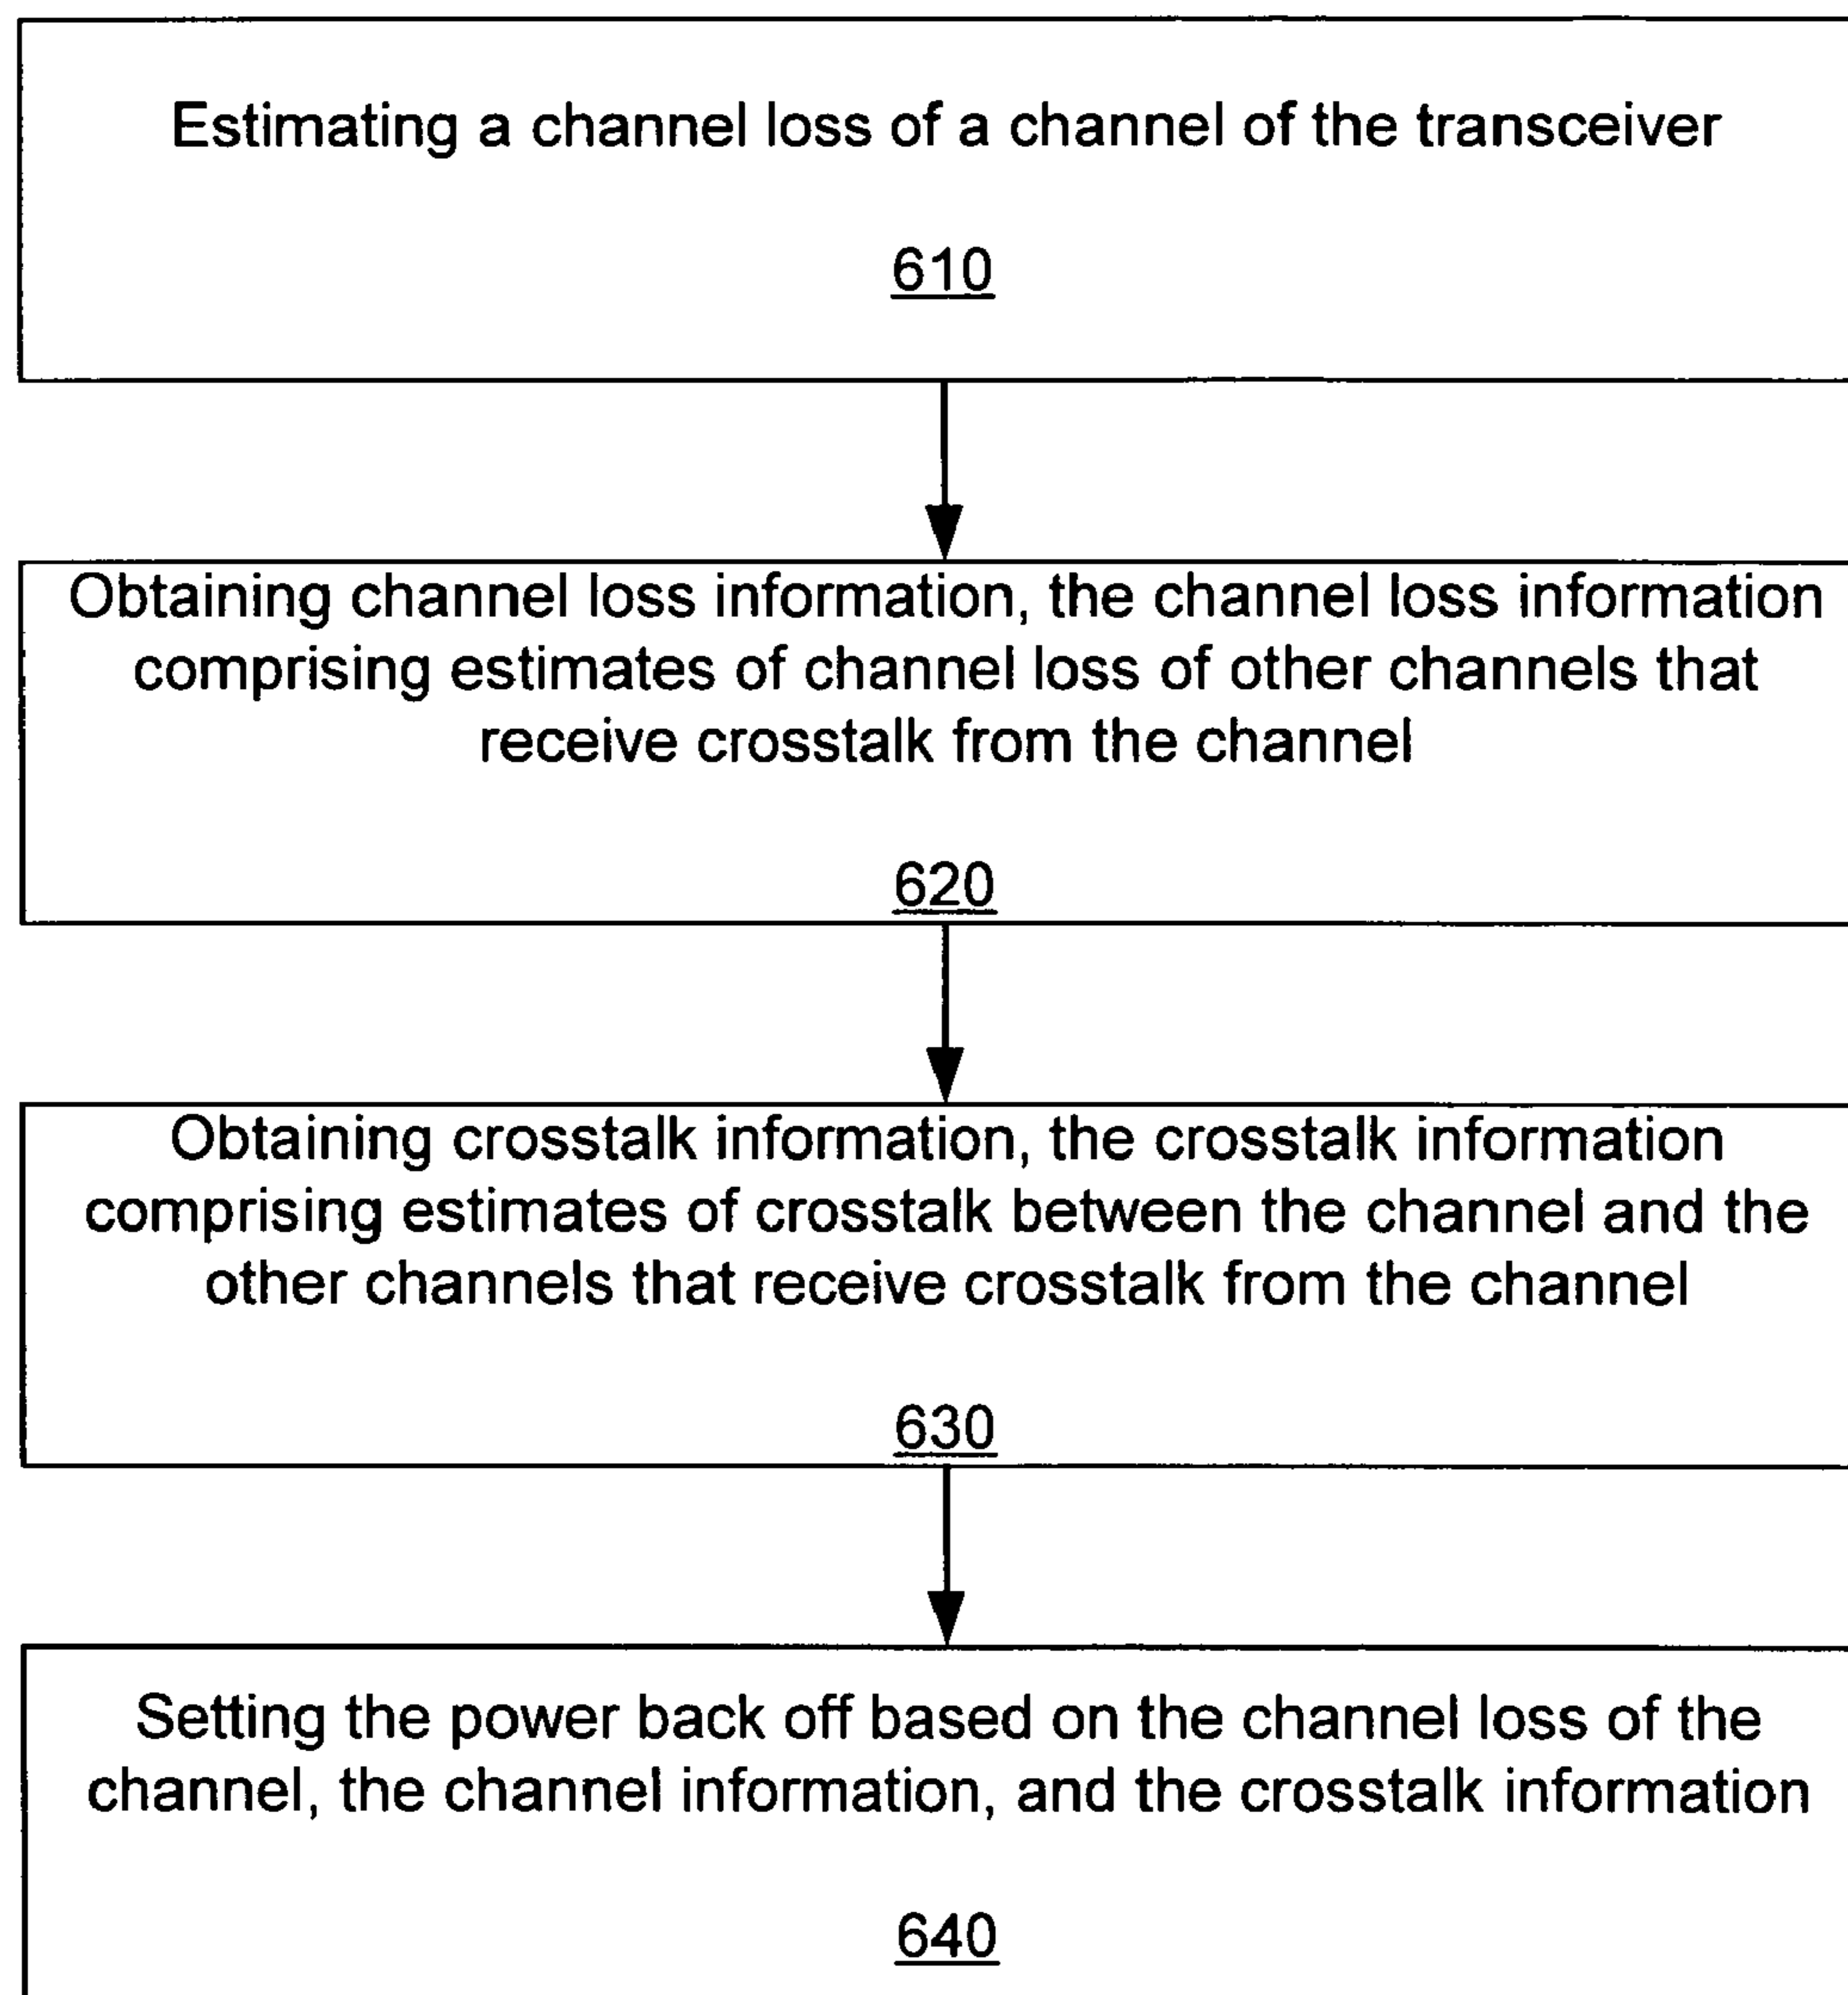 Estimating a channel loss of a channel of the transceiver
610
Obtaining channel loss information, the channel loss information
comprising estimates of channel loss of other channels that
receive crosstalk from the channel
620
Obtaining crosstalk information, the crosstalk information
comprising estimates of crosstalk between the channel and the
other channels that receive crosstalk from the channel
630
Setting the power back off based on the channel loss of the
channel, the channel information, and the crosstalk information
640